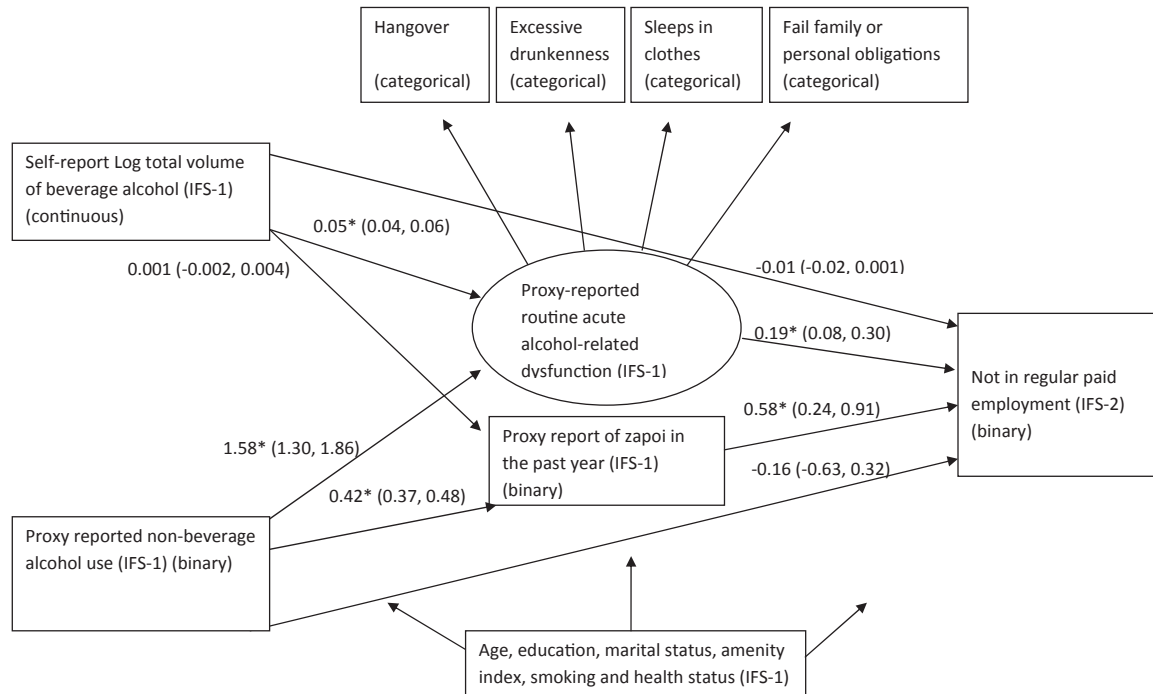 Hangover
(categorical)
Excessive
drunkenness
(categorical)
Sleeps in
clothes
(categorical)
Fail family or
personal obligations
(categorical)
Self-report Log total volume
of beverage alcohol (IFS-1)
(continuous)
0.05* (0.04, 0.06)
0.001 (-0.002, 0.004)
-0.01 (-0.02, 0.001)
Proxy-reported
routine acute
alcohol-related
dysfunction (IFS-1)
0.19* (0.08, 0.30)
Not in regular paid
employment (IFS-2)
(binary)
0.58* (0.24, 0.91)
1.58* (1.30, 1.86)
Proxy report of zapoi in
the past year (IFS-1)
(binary)
-0.16 (-0.63, 0.32)
0.42* (0.37, 0.48)
Proxy reported non-beverage
alcohol use (IFS-1) (binary)
Age, education, marital status, amenity
index, smoking and health status (IFS-1)